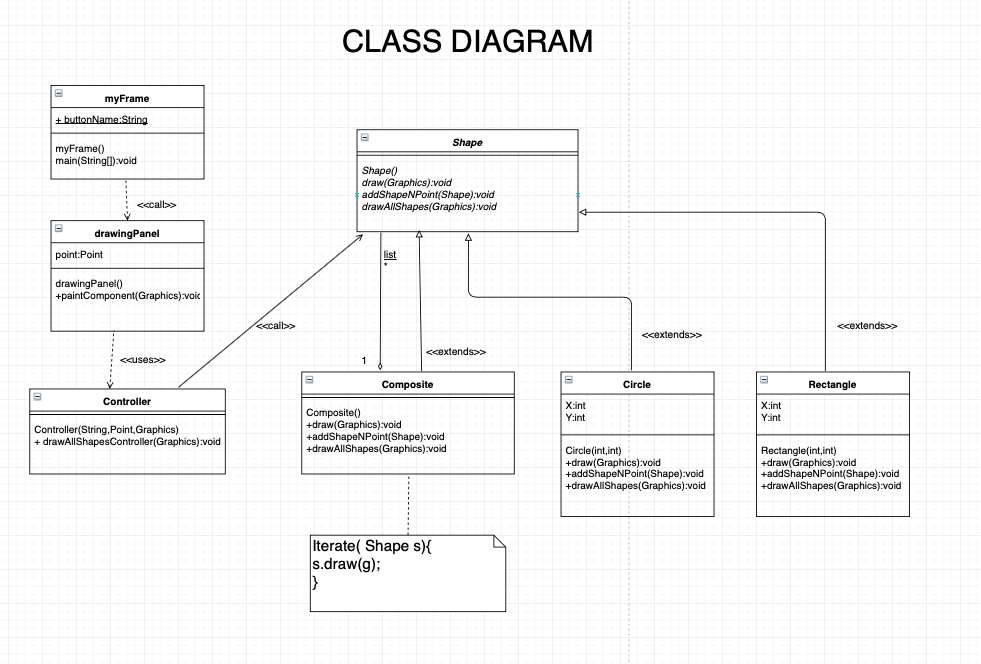 CLASS DIAGRAM
myFrame
+ buttonName:String
myFrame()
main(String[]):void
<<call>>
drawingPanel
point:Point
drawingPanel()
+paintComponent(Graphics):voic
<<uses>>
Controller
Controller(String,Point,Graphics)
+ drawAllShapesController(Graphics):void
<<call>>
Shape
Shape()
draw(Graphics):void
addShapeNPoint(Shape):void
drawAllShapes(Graphics):void
list
*
1
<<extends>>
Composite
Composite()
+draw(Graphics):void
+addShapeNPoint(Shape):void
+drawAllShapes(Graphics):void
Iterate( Shape s){
s.draw(g);
}
<<extends>>
Circle
X:int
Y:int
Circle(int,int)
+draw(Graphics):void
+addShapeNPoint(Shape):void
+drawAllShapes(Graphics):void
<<extends>>
Rectangle
X:int
Y:int
Rectangle(int,int)
+draw(Graphics):void
+addShapeNPoint(Shape):void
+drawAllShapes(Graphics):void